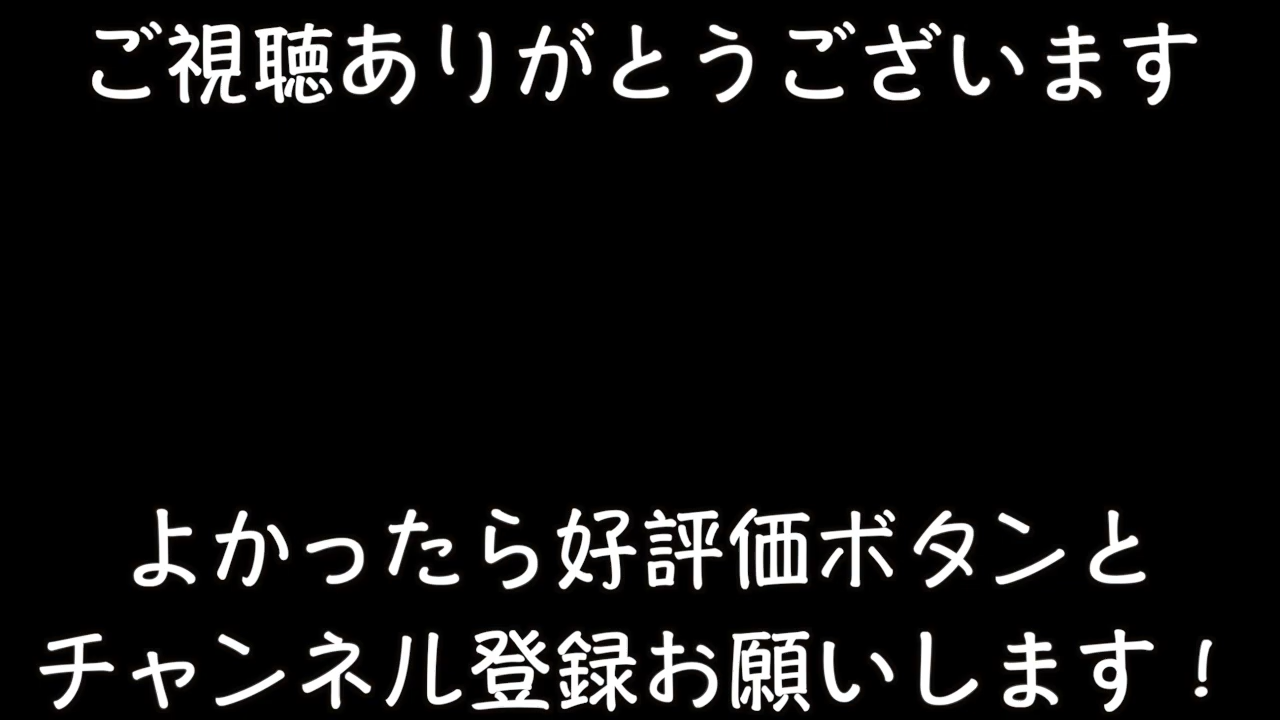 ご視聴ありがとうございます
よかったら好評価ボタンと
チャンネル登録お願いします！